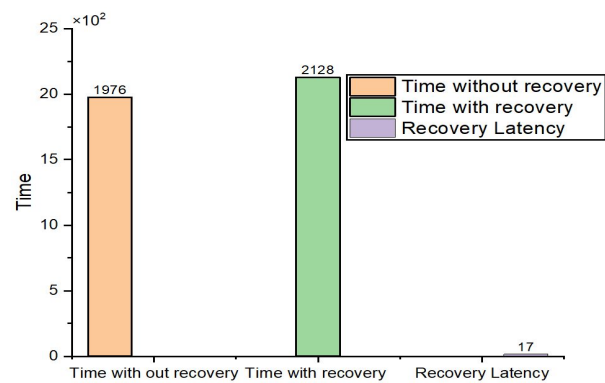 ×10²
25
20
15
10
5
0
Time
1976
2128
17
Time without recovery
Time with recovery
Recovery Latency
Time with out recovery Time with recovery Recovery Latency